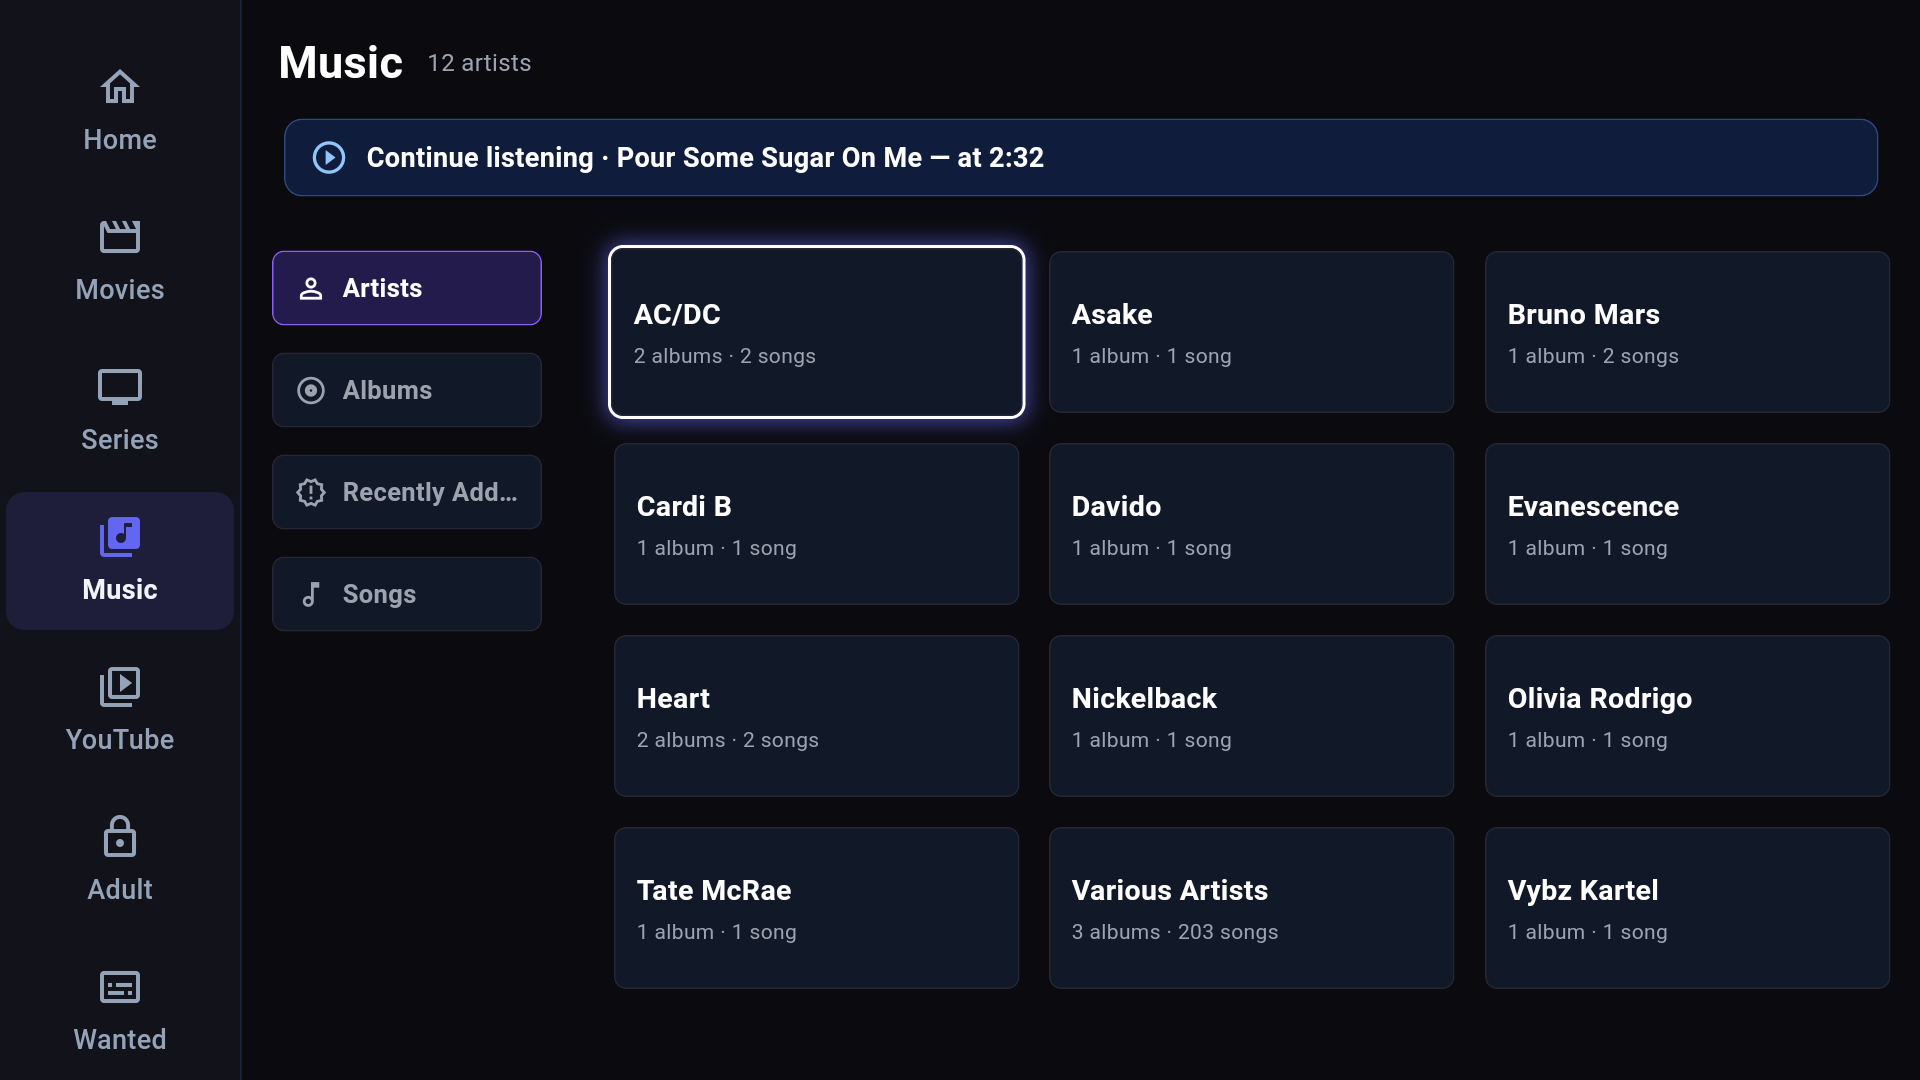 Home
Movies
Series
Music
YouTube
Adult
Wanted
Music 12 artists
Continue listening · Pour Some Sugar On Me — at 2:32
Artists
Albums
Recently Add...
Songs
AC/DC
2 albums · 2 songs
Asake
1 album · 1 song
Bruno Mars
1 album · 2 songs
Cardi B
1 album · 1 song
Davido
1 album · 1 song
Evanescence
1 album · 1 song
Heart
2 albums · 2 songs
Nickelback
1 album · 1 song
Olivia Rodrigo
1 album · 1 song
Tate McRae
1 album · 1 song
Various Artists
3 albums · 203 songs
Vybz Kartel
1 album · 1 song